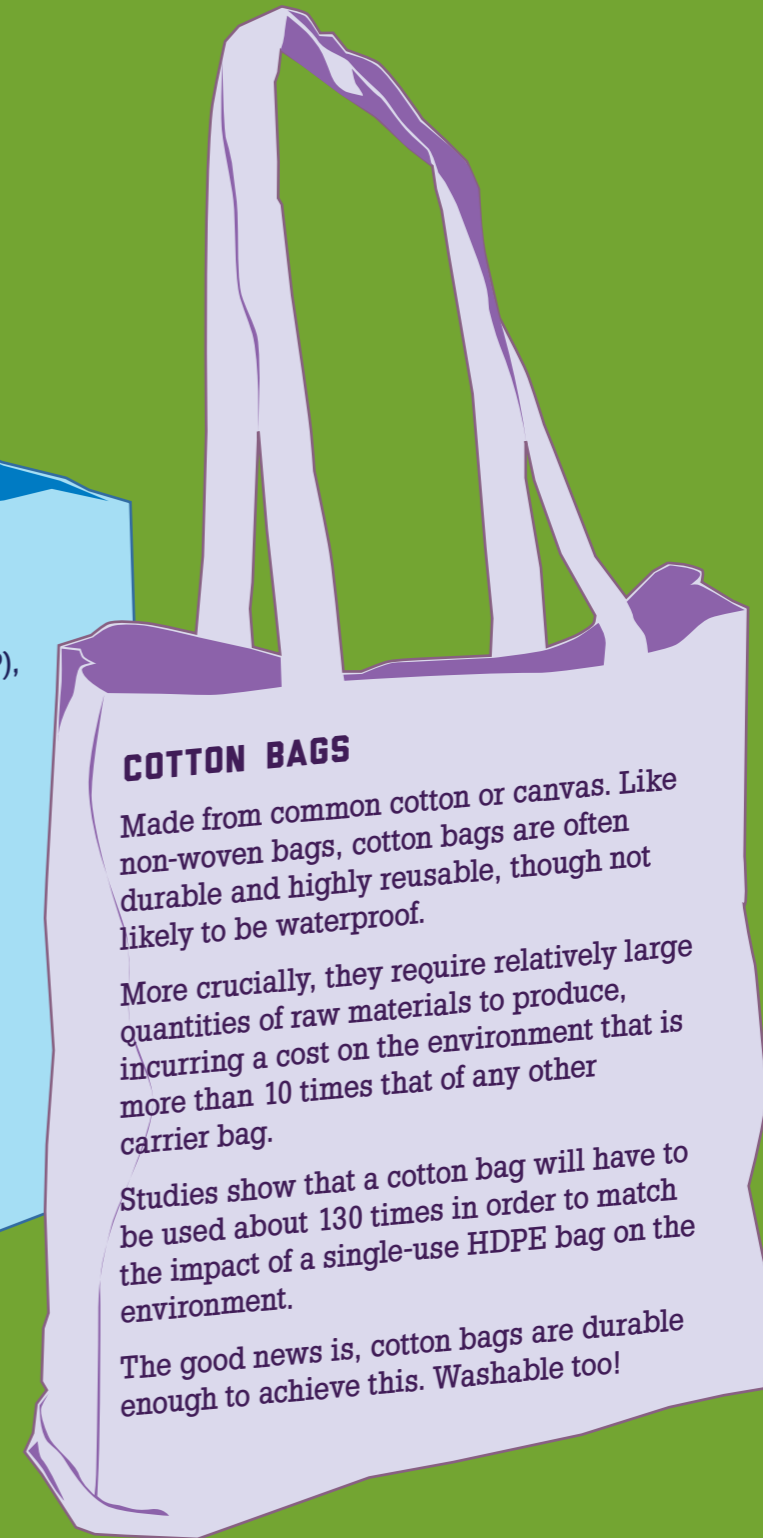 ?),
COTTON BAGS
Made from common cotton or canvas. Like
non-woven bags, cotton bags are often
durable and highly reusable, though not
likely to be waterproof.
More crucially, they require relatively large
quantities of raw materials to produce,
incurring a cost on the environment that is
more than 10 times that of any other
carrier bag.
Studies show that a cotton bag will have to
be used about 130 times in order to match
the impact of a single-use HDPE bag on the
environment.
The good news is, cotton bags are durable
enough to achieve this. Washable too!